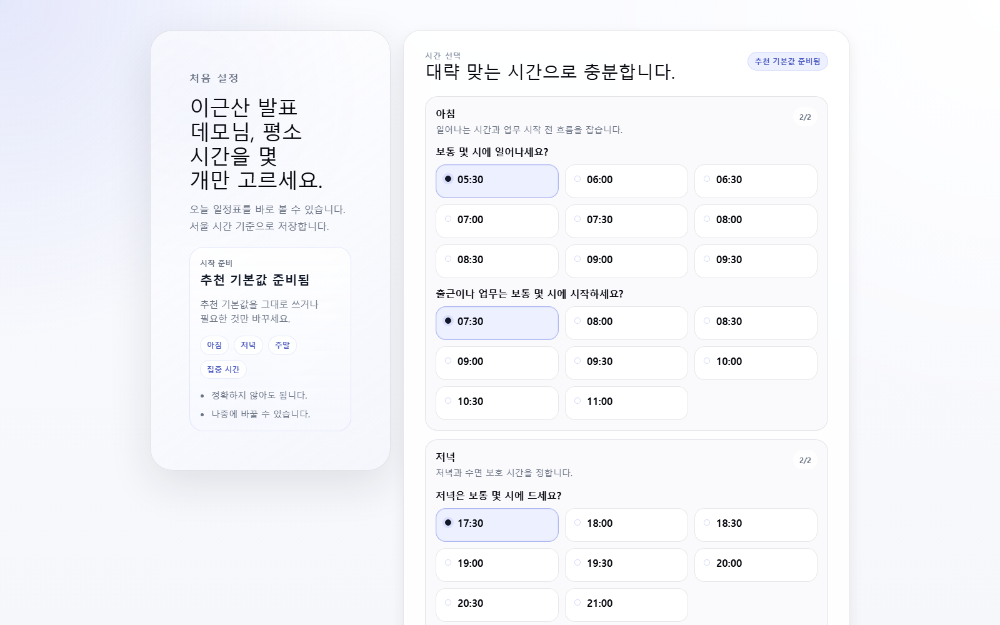 처음 설정
이근산 발표
데모님, 평소
시간을 몇
개만 고르세요.
오늘 일정표를 바로 볼 수 있습니다.
서울 시간 기준으로 저장합니다.
시작 준비
추천 기본값 준비됨
추천 기본값을 그대로 쓰거나
필요한 것만 바꾸세요.
아침 저녁 주말
집중 시간
정확하지 않아도 됩니다.
나중에 바꿀 수 있습니다.
시간 선택
대략 맞는 시간으로 충분합니다.
추천 기본값 준비됨
아침
2/2
일어나는 시간과 업무 시작 전 흐름을 잡습니다.
보통 몇 시에 일어나세요?
05:30 06:00 06:30
07:00 07:30 08:00
08:30 09:00 09:30
출근이나 업무는 보통 몇 시에 시작하세요?
07:30 08:00 08:30
09:00 09:30 10:00
10:30 11:00
저녁
2/2
저녁과 수면 보호 시간을 정합니다.
저녁은 보통 몇 시에 드세요?
17:30 18:00 18:30
19:00 19:30 20:00
20:30 21:00